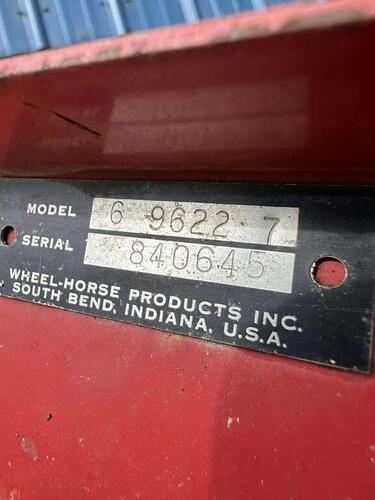 MODEL 6 9622 7
SERIAL 840645
WHEEL-HORSE PRODUCTS INC.
SOUTH BEND, INDIANA, U.S.A.